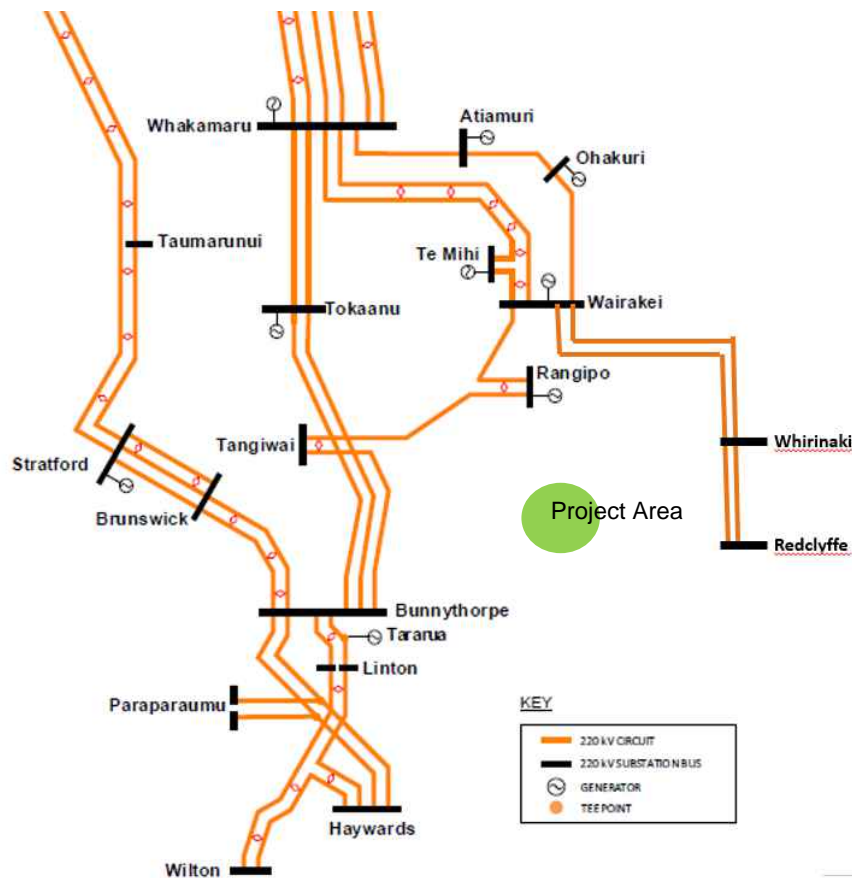 Atiamuri
Whakamaru
Ohakuri
Taumarunui
Te Mihi
Wairakei
Tokaanu
Rangipo
Tangiwai
Whirinaki
Stratford
Project Area
Brunswick
Redclyffe
Bunnythorpe
Tararua
Linton
Paraparaumu
KEY
220 kV CIRCUIT
220 kV SUBSTATION BUS
GENERATOR
TEE POINT
Haywards
Wilton